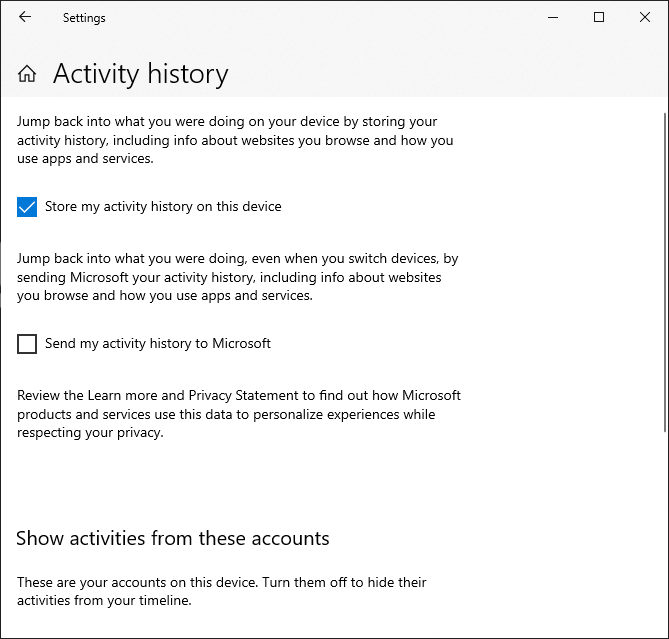 Settings
Activity history
Jump back into what you were doing on your device by storing your
activity history, including info about websites you browse and how you
use apps and services.
Store my activity history on this device
Jump back into what you were doing, even when you switch devices, by
sending Microsoft your activity history, including info about websites
you browse and how you use apps and services.
Send my activity history to Microsoft
Review the Learn more and Privacy Statement to find out how Microsoft
products and services use this data to personalize experiences while
respecting your privacy.
Show activities from these accounts
These are your accounts on this device. Turn them off to hide their
activities from your timeline.